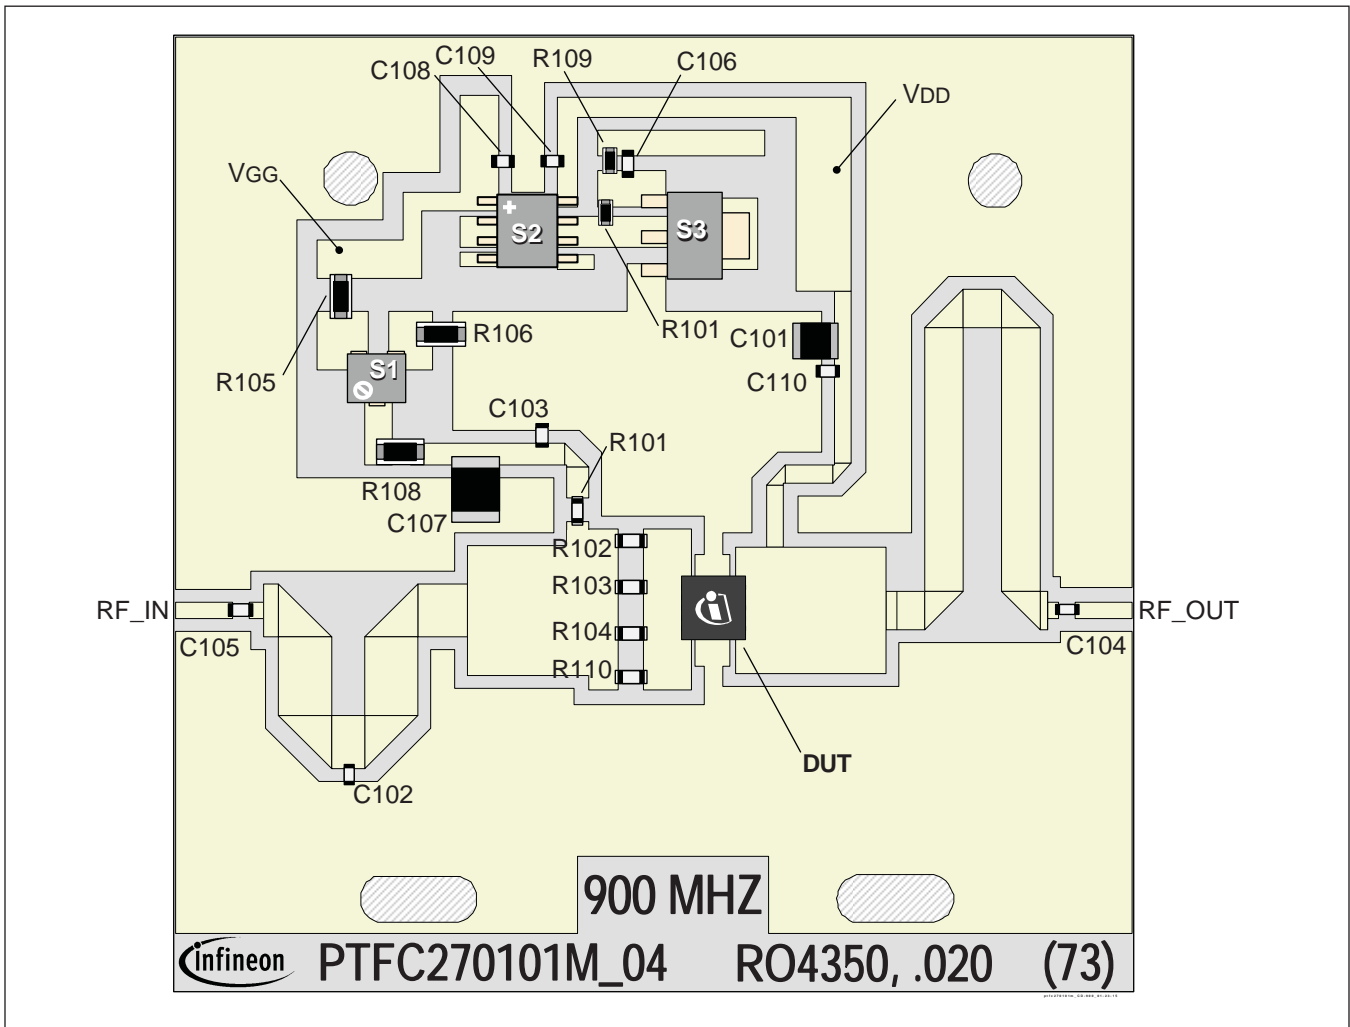 C108
C109
R109
C106
VDD
VGG
S2
S3
R105
R106
R101
C101
C110
S1
C103
R101
R108
C107
R102
R103
R104
R110
RF_IN
C105
RF_OUT
C104
DUT
C102
900 MHZ
infineon PTFC270101M_04 RO4350, .020 (73)